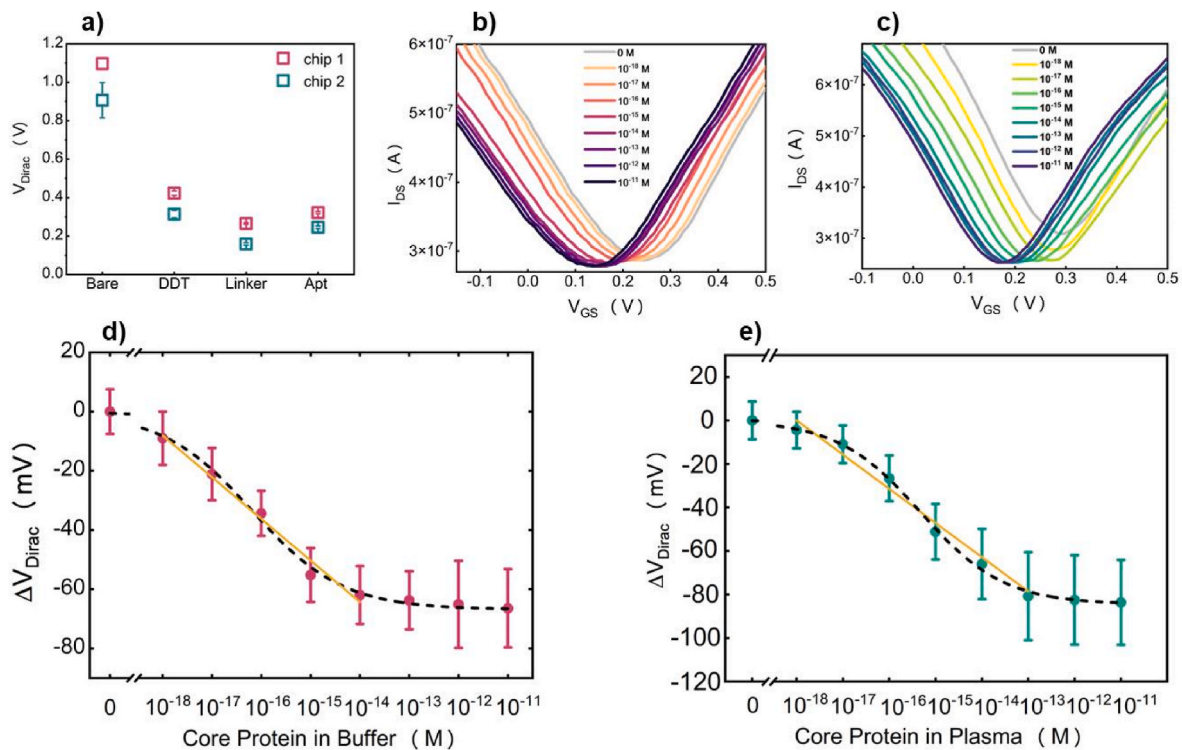 a)
1.2
1.0
0.8
0.6
0.4
0.2
0.0
V_Dirac (V)
chip 1
chip 2
Bare DDT Linker Apt
b)
6×10⁻⁷
5×10⁻⁷
4×10⁻⁷
3×10⁻⁷
I_DS (A)
0 M
10⁻¹⁸ M
10⁻¹⁷ M
10⁻¹⁶ M
10⁻¹⁵ M
10⁻¹⁴ M
10⁻¹³ M
10⁻¹² M
10⁻¹¹ M
-0.1 0.0 0.1 0.2 0.3 0.4 0.5
V_GS (V)
c)
6×10⁻⁷
5×10⁻⁷
4×10⁻⁷
3×10⁻⁷
I_DS (A)
0 M
10⁻¹⁸ M
10⁻¹⁷ M
10⁻¹⁶ M
10⁻¹⁵ M
10⁻¹⁴ M
10⁻¹³ M
10⁻¹² M
10⁻¹¹ M
-0.1 0.0 0.1 0.2 0.3 0.4 0.5
V_GS (V)
d)
20
0
-20
-40
-60
-80
ΔV_Dirac (mV)
0 10⁻¹⁸ 10⁻¹⁷ 10⁻¹⁶ 10⁻¹⁵ 10⁻¹⁴ 10⁻¹³ 10⁻¹² 10⁻¹¹
Core Protein in Buffer (M)
e)
20
0
-20
-40
-60
-80
-100
-120
ΔV_Dirac (mV)
0 10⁻¹⁸ 10⁻¹⁷ 10⁻¹⁶ 10⁻¹⁵ 10⁻¹⁴ 10⁻¹³ 10⁻¹² 10⁻¹¹
Core Protein in Plasma (M)